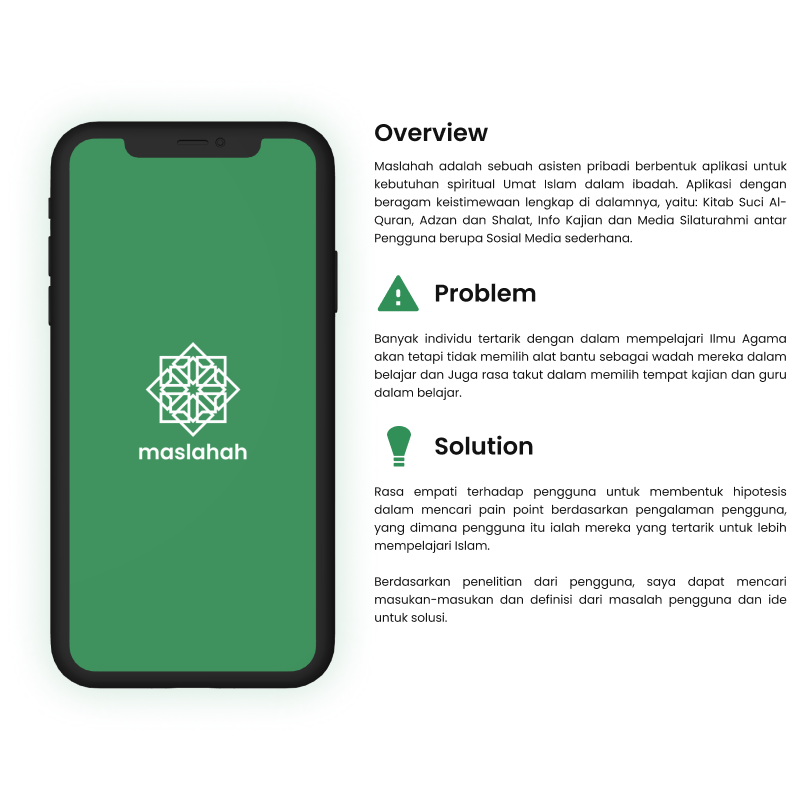 maslahah
Overview
Maslahah adalah sebuah asisten pribadi berbentuk aplikasi untuk
kebutuhan spiritual Umat Islam dalam ibadah. Aplikasi dengan
beragam keistimewaan lengkap di dalamnya, yaitu: Kitab Suci Al-
Quran, Adzan dan Shalat, Info Kajian dan Media Silaturahmi antar
Pengguna berupa Sosial Media sederhana.
Problem
Banyak individu tertarik dengan dalam mempelajari Ilmu Agama
akan tetapi tidak memilih alat bantu sebagai wadah mereka dalam
belajar dan Juga rasa takut dalam memilih tempat kajian dan guru
dalam belajar.
Solution
Rasa empati terhadap pengguna untuk membentuk hipotesis
dalam mencari pain point berdasarkan pengalaman pengguna,
yang dimana pengguna itu ialah mereka yang tertarik untuk lebih
mempelajari Islam.
Berdasarkan penelitian dari pengguna, saya dapat mencari
masukan-masukan dan definisi dari masalah pengguna dan ide
untuk solusi.